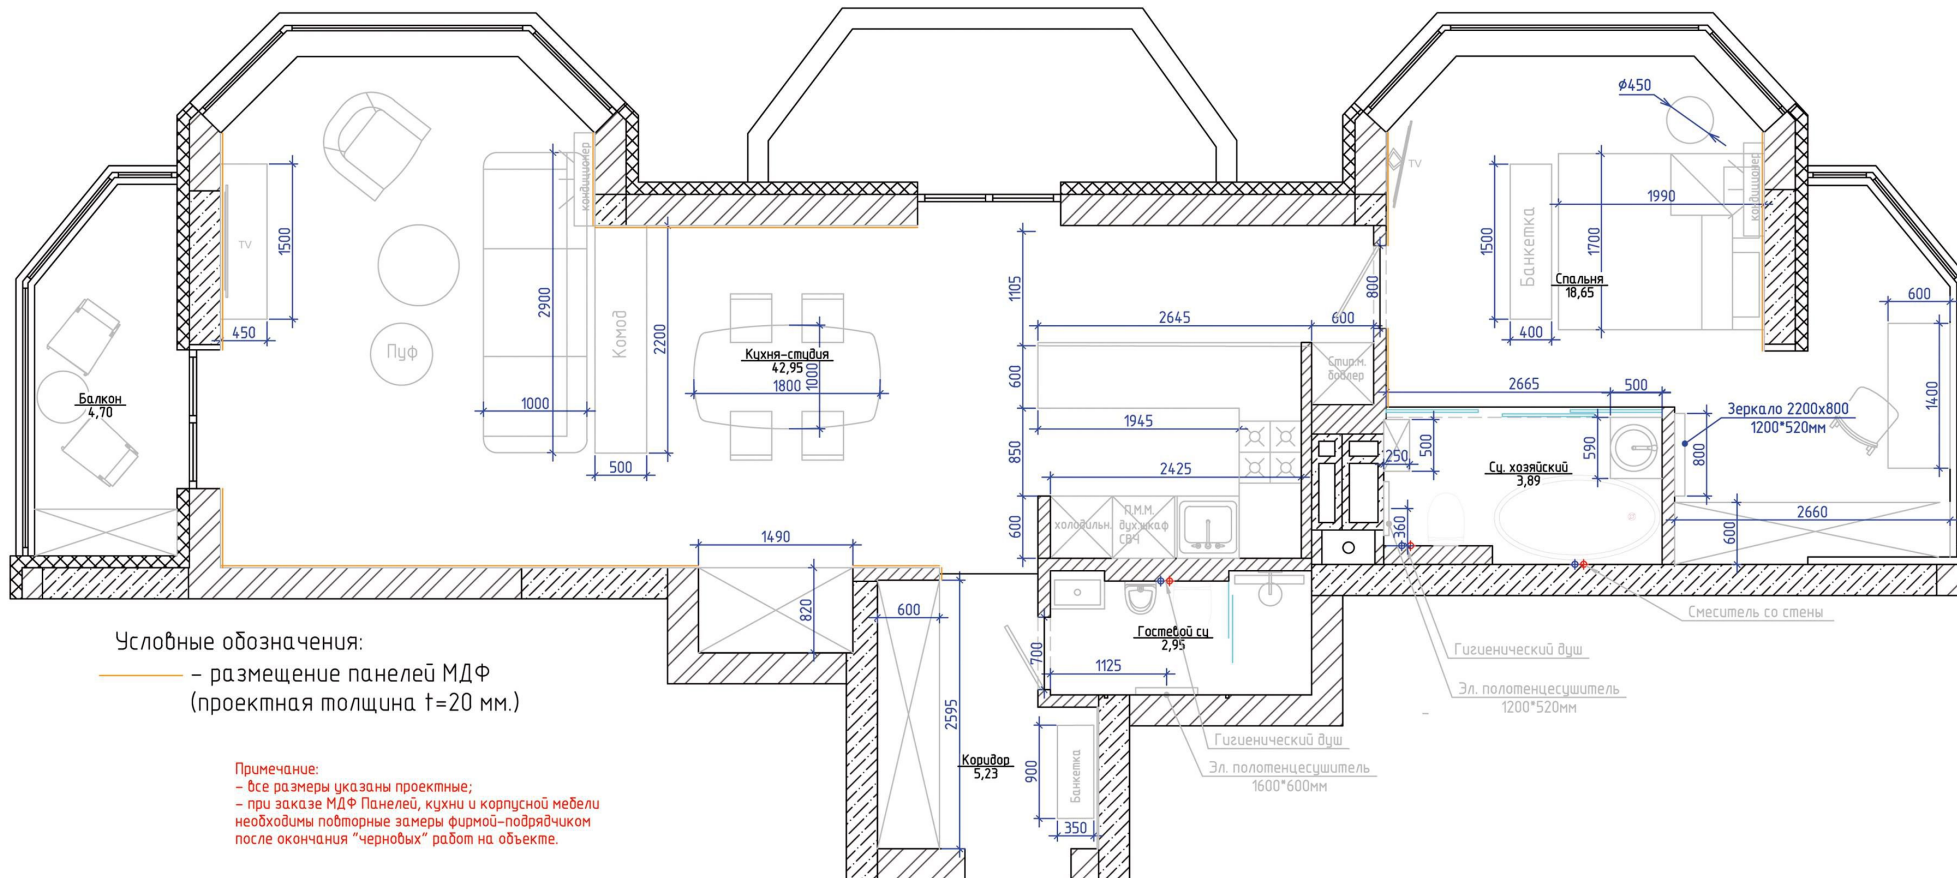 Ø450
кондиционер
TV
1500
450
TV
2900
1000
Пуф
Комод
2200
500
Кухня-студия
42,95
1800
1000
Балкон
4,70
1105
2645
600
800
600
Стир.м.
бойлер
1945
850
2425
600
холодильн.
П.М.М.
дух.шкаф
СВЧ
1500
Банкетка
400
1700
1990
кондиционер
Спальня
18,65
600
1400
2665
500
Зеркало 2200х800
1200*520мм
250
500
590
800
Су. хозяйский
3,89
360
600
2660
1490
820
600
2595
700
Гостевой су
2,95
1125
Смеситель со стены
Гигиенический душ
Эл. полотенцесушитель
1200*520мм
Гигиенический душ
Эл. полотенцесушитель
1600*600мм
Коридор
5,23
900
Банкетка
350
Условные обозначения:
– размещение панелей МДФ
(проектная толщина t=20 мм.)
Примечание:
– все размеры указаны проектные;
– при заказе МДФ Панелей, кухни и корпусной мебели
необходимы повторные замеры фирмой-подрядчиком
после окончания "черновых" работ на объекте.